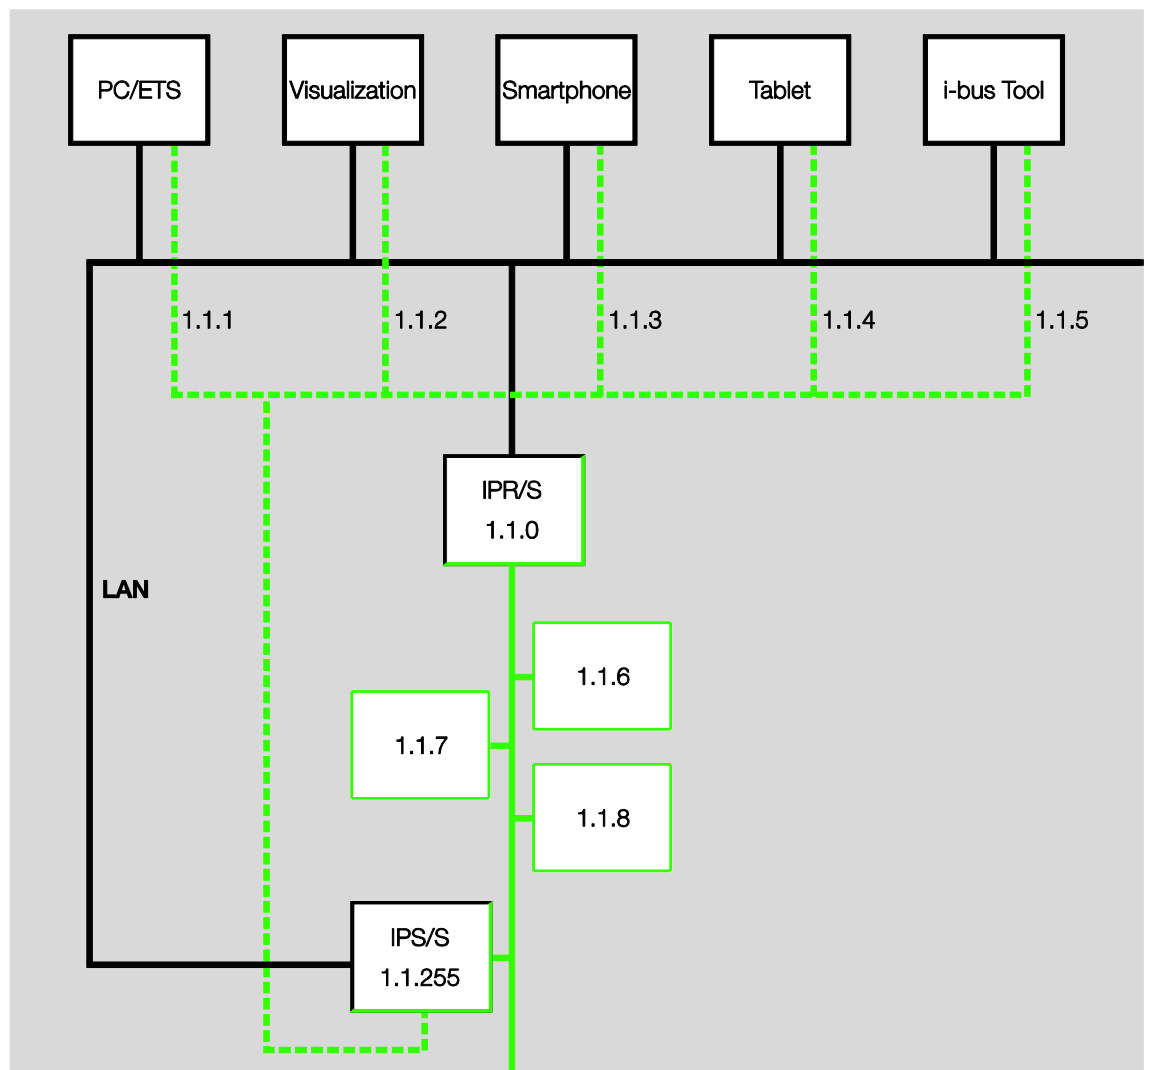 PC/ETS
Visualization
Smartphone
Tablet
i-bus Tool
1.1.1
1.1.2
1.1.3
1.1.4
1.1.5
IPR/S
1.1.0
LAN
1.1.6
1.1.7
1.1.8
IPS/S
1.1.255